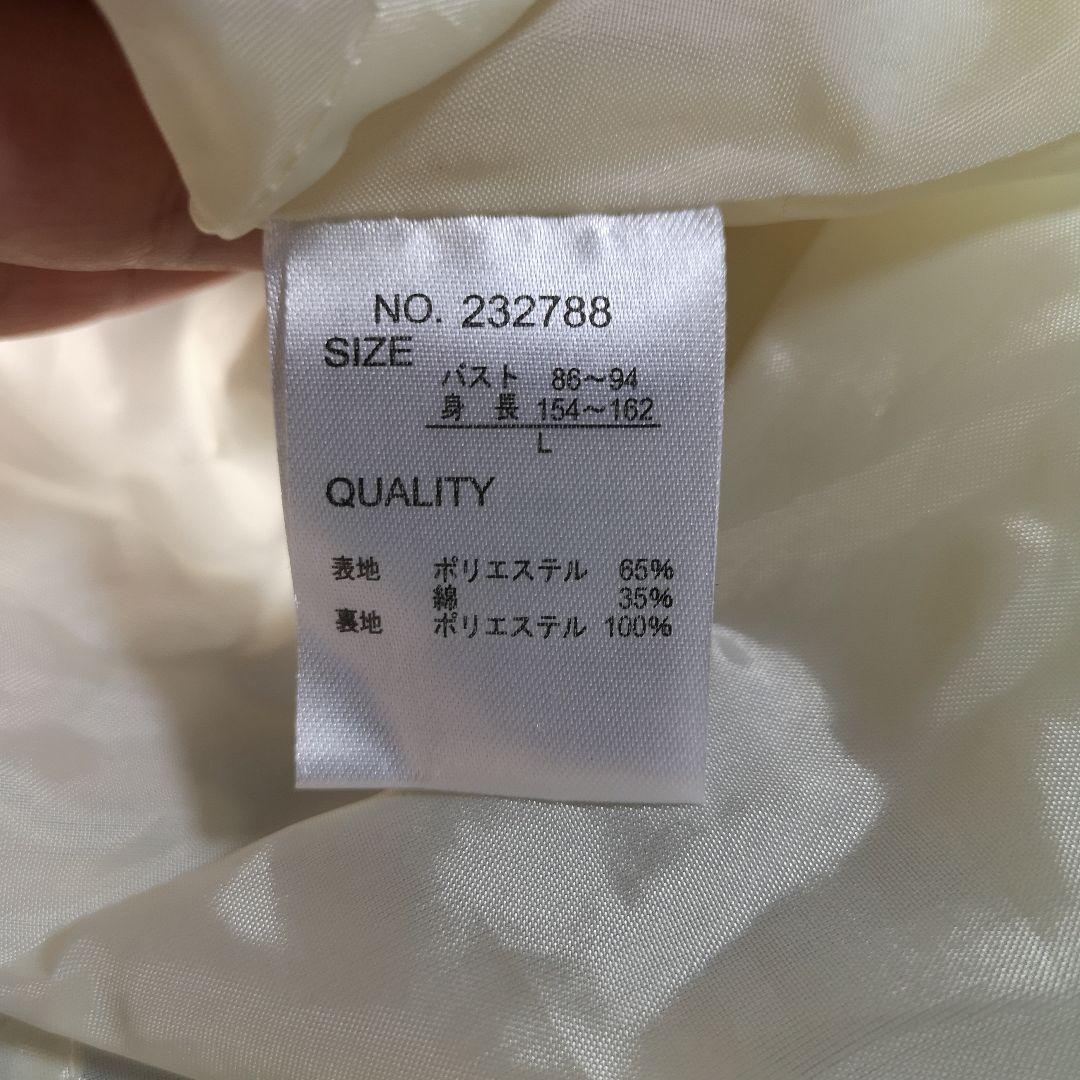 NO. 232788
SIZE
バスト 86～94
身長 154～162
L
QUALITY
表地 ポリエステル 65%
綿 35%
裏地 ポリエステル 100%